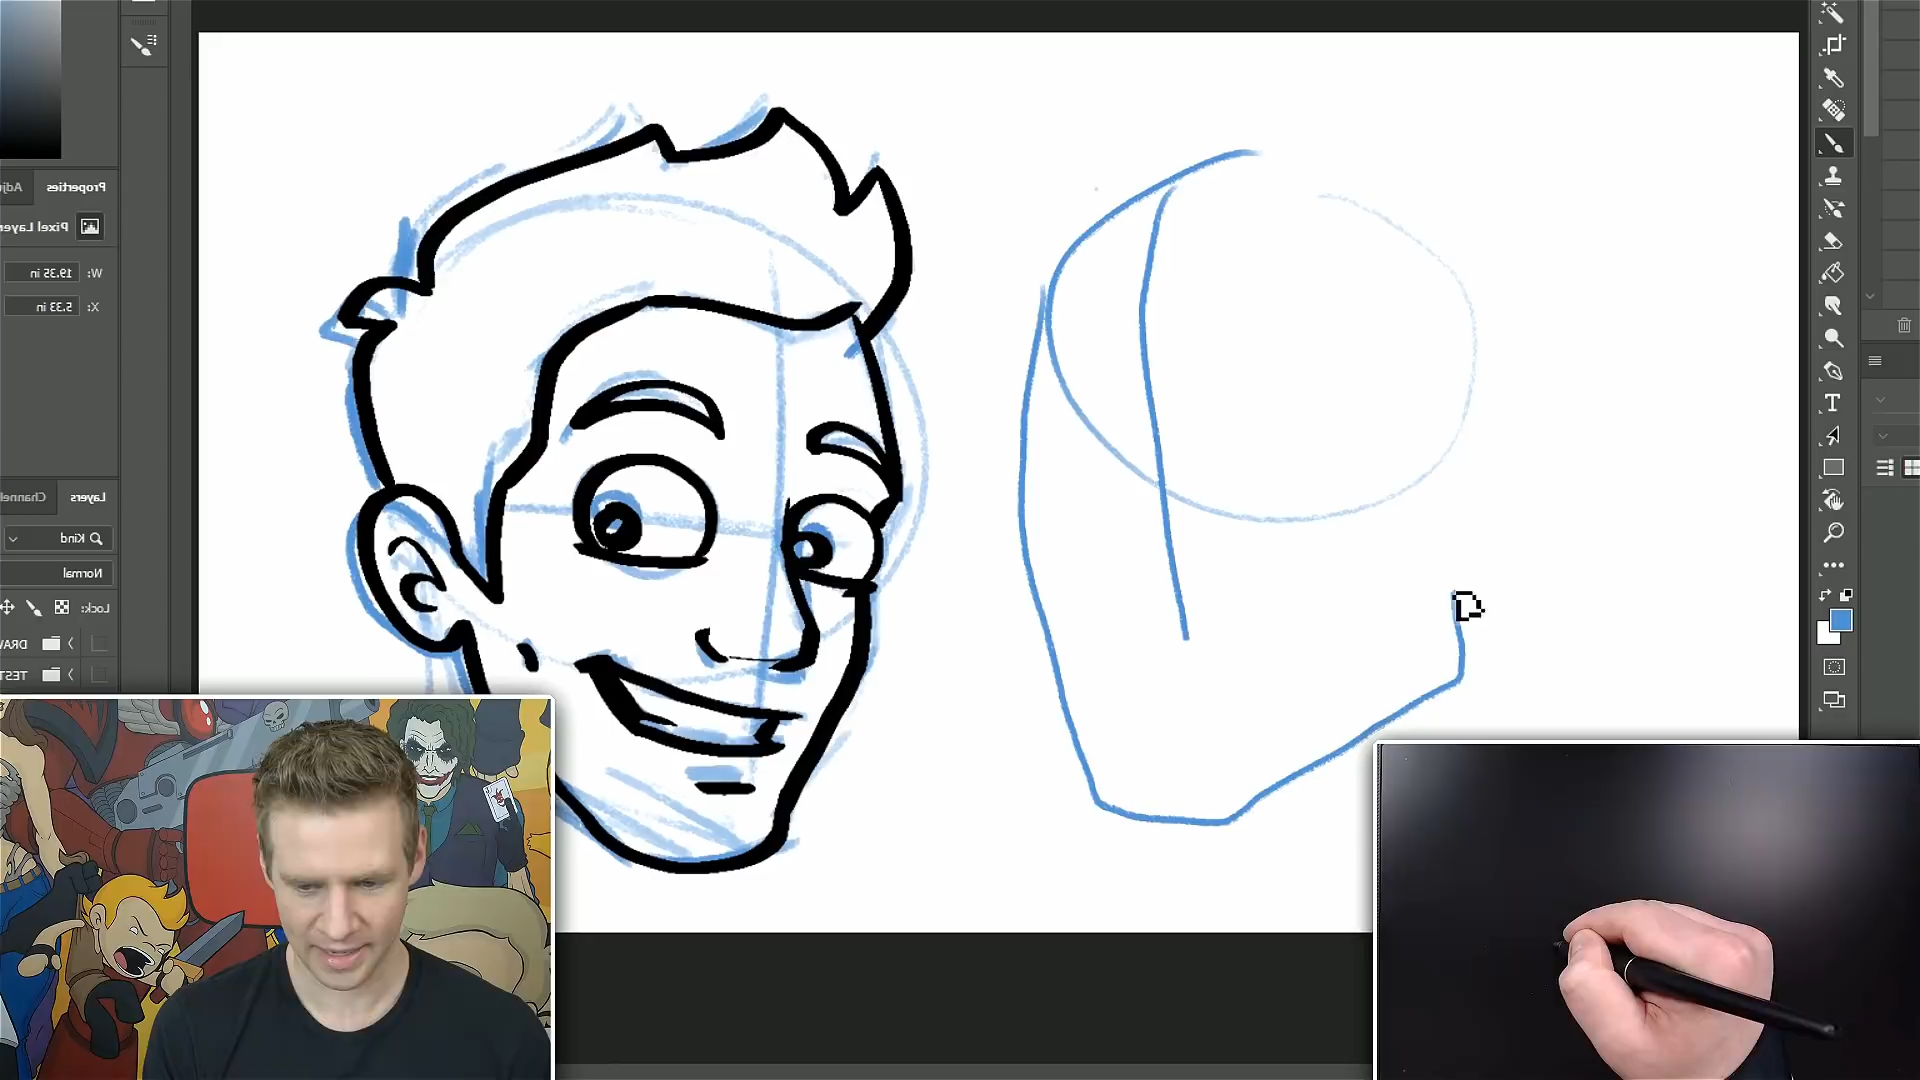 Properties
Adj
Pixel Layer
W: 19.35 in
X: 5.33 in
Layers
Channel
Kind
Normal
Lock:
DRAW
TEST
T